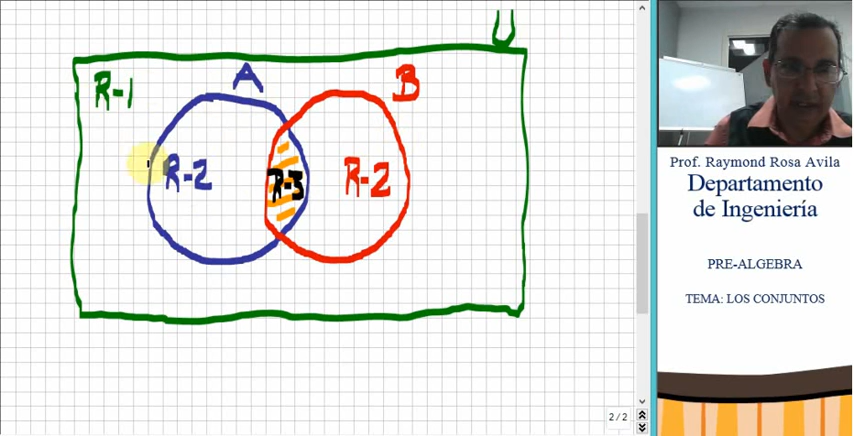 U
A
B
R-1
R-2
R-3
R-2
2/2
Prof. Raymond Rosa Avila
Departamento
de Ingeniería
PRE-ALGEBRA
TEMA: LOS CONJUNTOS